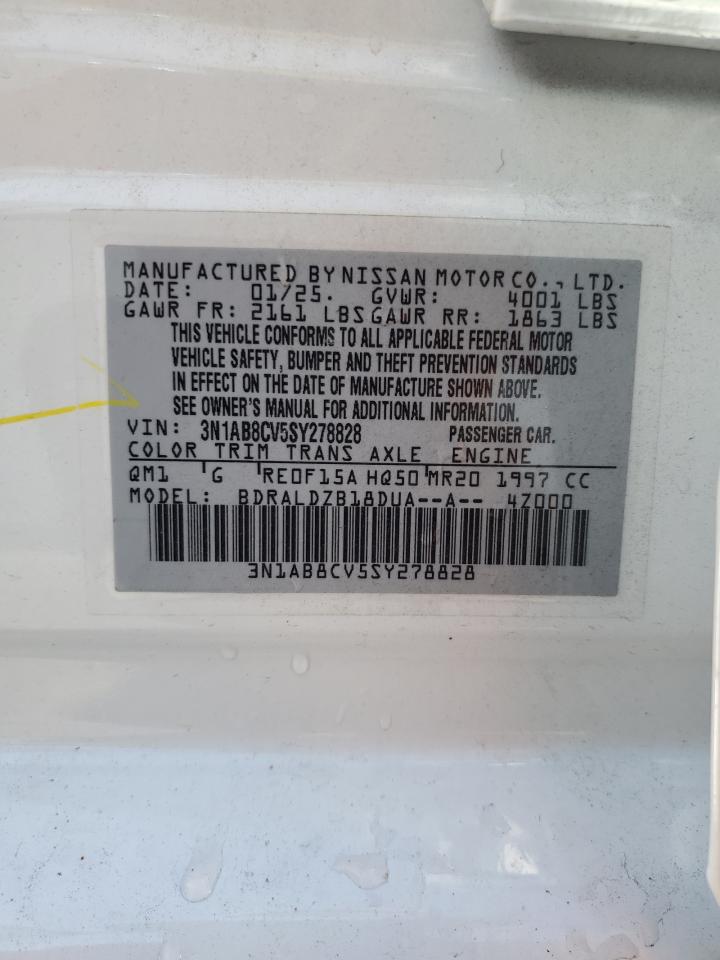 MANUFACTURED BY NISSAN MOTOR CO., LTD.
DATE: 01/25. GVWR: 4001 LBS
GAWR FR: 2161 LBS GAWR RR: 1863 LBS
THIS VEHICLE CONFORMS TO ALL APPLICABLE FEDERAL MOTOR
VEHICLE SAFETY, BUMPER AND THEFT PREVENTION STANDARDS
IN EFFECT ON THE DATE OF MANUFACTURE SHOWN ABOVE.
SEE OWNER'S MANUAL FOR ADDITIONAL INFORMATION.
VIN: 3N1AB8CV5SY278828 PASSENGER CAR.
COLOR TRIM TRANS AXLE ENGINE
QM1 G RE0F15A HQ50 MR20 1997 CC
MODEL: BDRALDZB18DUA--A-- 4Z000
3N1AB8CV5SY278828